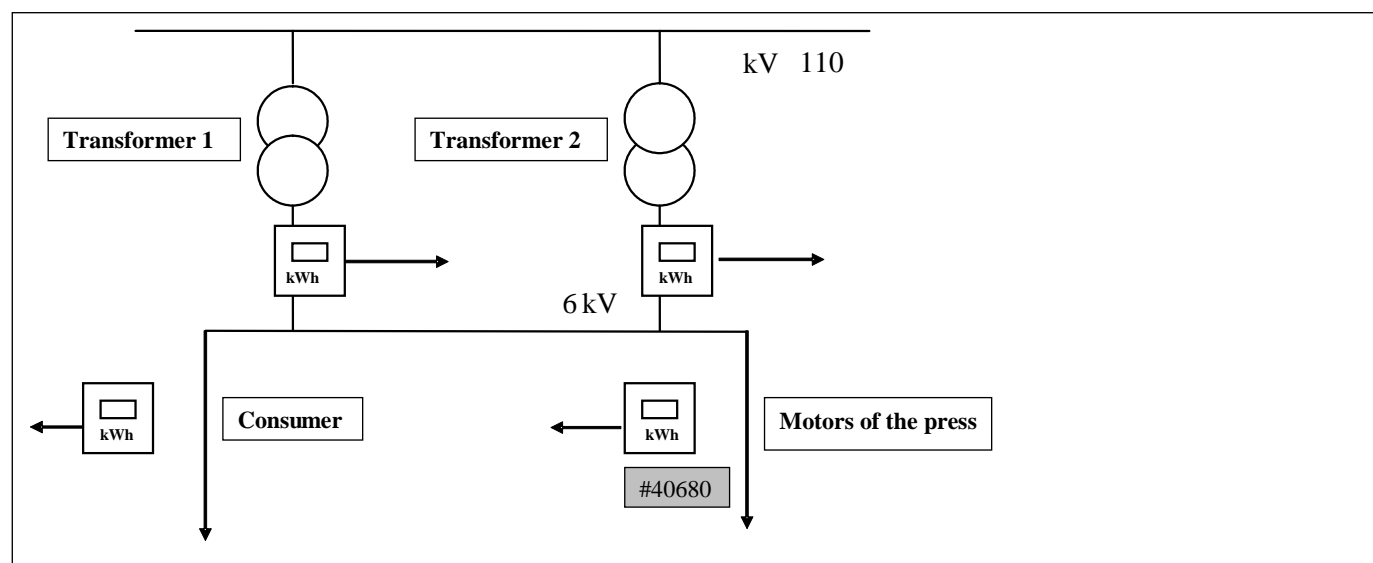 kV 110
Transformer 1
Transformer 2
kWh
kWh
6 kV
kWh
Consumer
kWh
Motors of the press
#40680